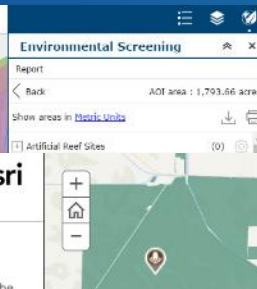 Environmental Screening
Report
Back AOI area : 1,793.66 acre
Show areas in Metric Units
Artificial Reef Sites (0)
sri
he